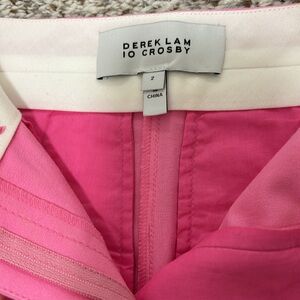 DEREK LAM
10 CROSBY
2
CHINA